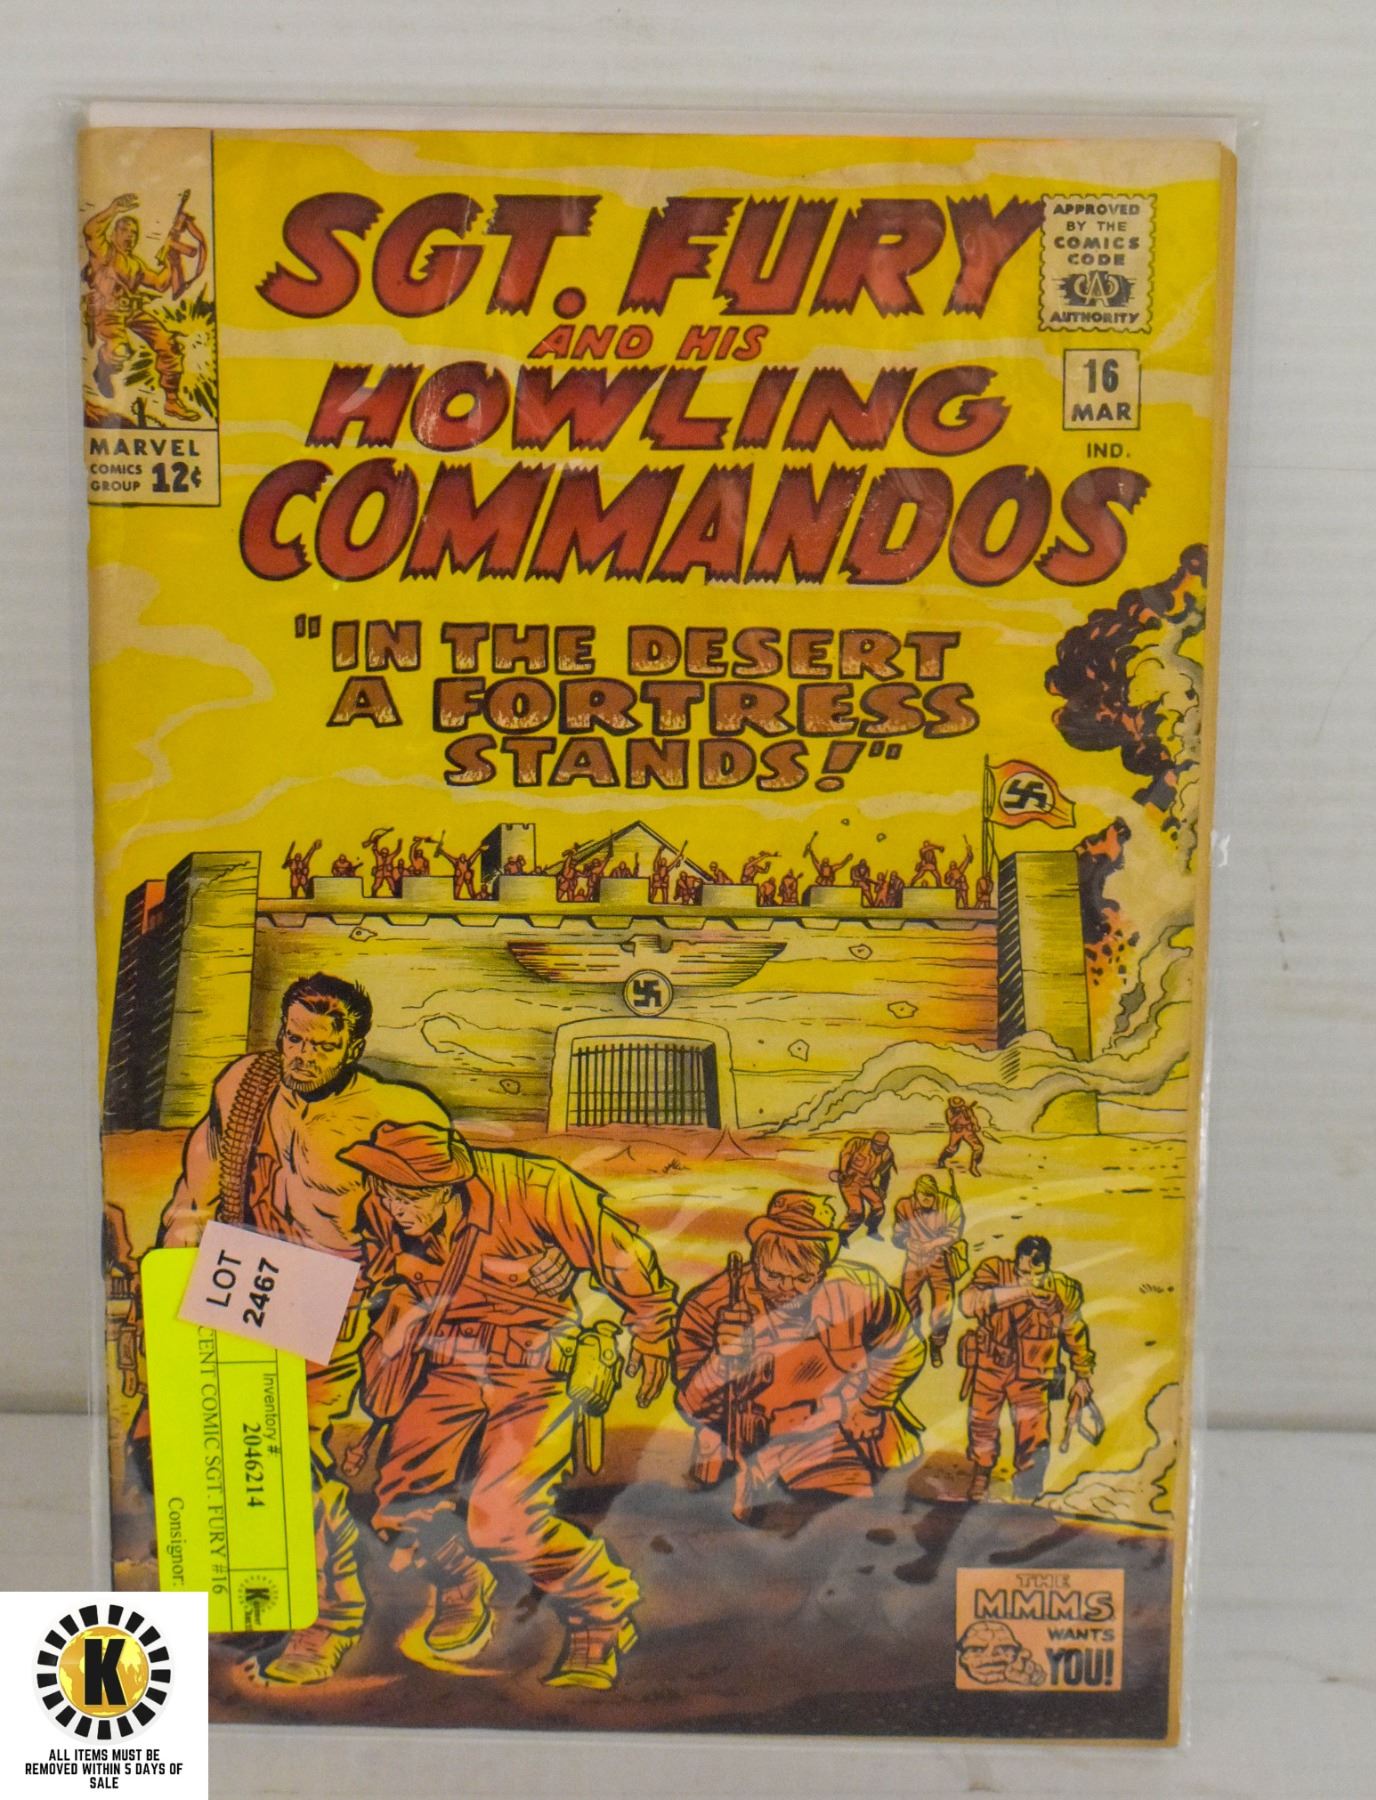 SGT. FURY
AND HIS
HOWLING
COMMANDOS
APPROVED
BY THE
COMICS
CODE
CA
AUTHORITY
16
MAR
IND.
MARVEL
COMICS
GROUP 12¢
"IN THE DESERT
A FORTRESS
STANDS!"
LOT
2467
CENT COMIC SGT. FURY #16
Inventory #:
2046214
Consignor:
K
THE
M.M.M.S.
WANTS
YOU!
K
ALL ITEMS MUST BE
REMOVED WITHIN 5 DAYS OF
SALE